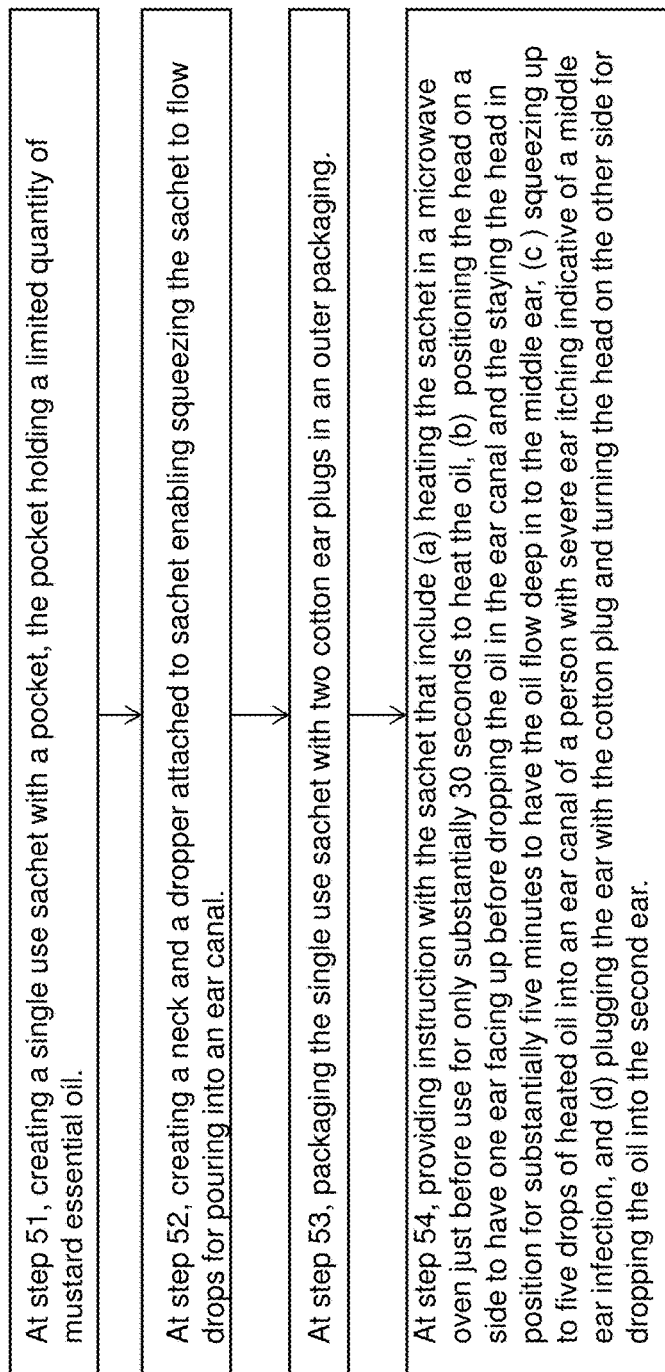 At step 51, creating a single use sachet with a pocket, the pocket holding a limited quantity of
mustard essential oil.
At step 52, creating a neck and a dropper attached to sachet enabling squeezing the sachet to flow
drops for pouring into an ear canal.
At step 53, packaging the single use sachet with two cotton ear plugs in an outer packaging.
At step 54, providing instruction with the sachet that include (a) heating the sachet in a microwave
oven just before use for only substantially 30 seconds to heat the oil, (b) positioning the head on a
side to have one ear facing up before dropping the oil in the ear canal and the staying the head in
position for substantially five minutes to have the oil flow deep in to the middle ear, (c ) squeezing up
to five drops of heated oil into an ear canal of a person with severe ear itching indicative of a middle
ear infection, and (d) plugging the ear with the cotton plug and turning the head on the other side for
dropping the oil into the second ear.